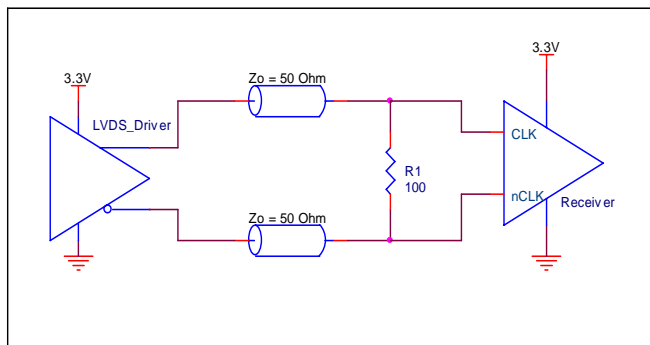 Zo = 50 Ohm
3.3V
3.3V
LVDS_Driver
CLK
R1
100
nCLK
Receiver
Zo = 50 Ohm